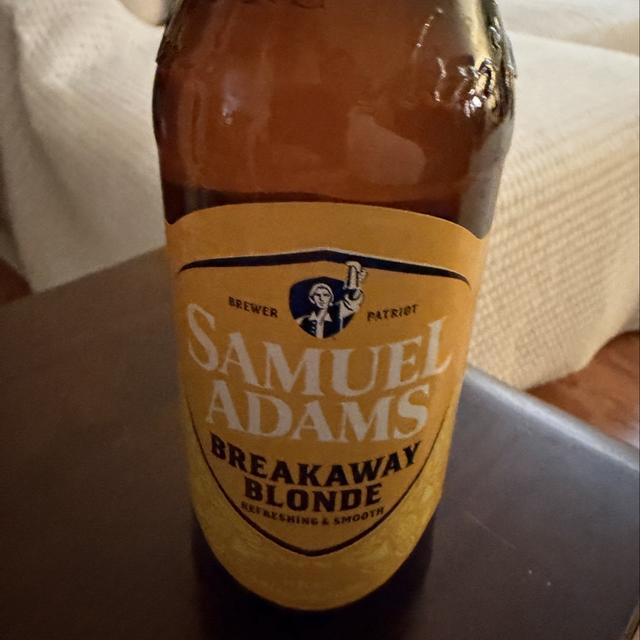 BREWER PATRIOT
SAMUEL
ADAMS
BREAKAWAY
BLONDE
REFRESHING & SMOOTH